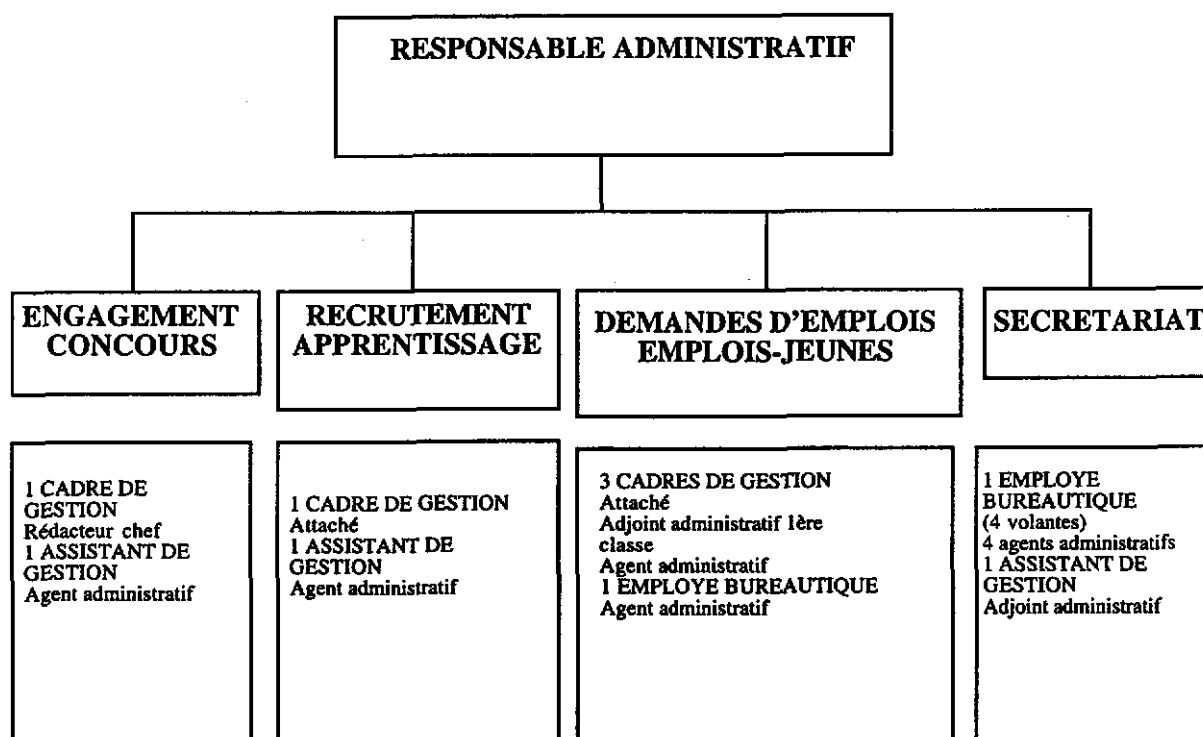 RESPONSABLE ADMINISTRATIF
ENGAGEMENT
CONCOURS
RECRUTEMENT
APPRENTISSAGE
DEMANDES D'EMPLOIS
EMPLOIS-JEUNES
SECRETARIAT
1 CADRE DE
GESTION
Rédacteur chef
1 ASSISTANT DE
GESTION
Agent administratif
1 CADRE DE GESTION
Attaché
1 ASSISTANT DE
GESTION
Agent administratif
3 CADRES DE GESTION
Attaché
Adjoint administratif 1ère
classe
Agent administratif
1 EMPLOYE BUREAUTIQUE
Agent administratif
1 EMPLOYE
BUREAUTIQUE
(4 volantes)
4 agents administratifs
1 ASSISTANT DE
GESTION
Adjoint administratif